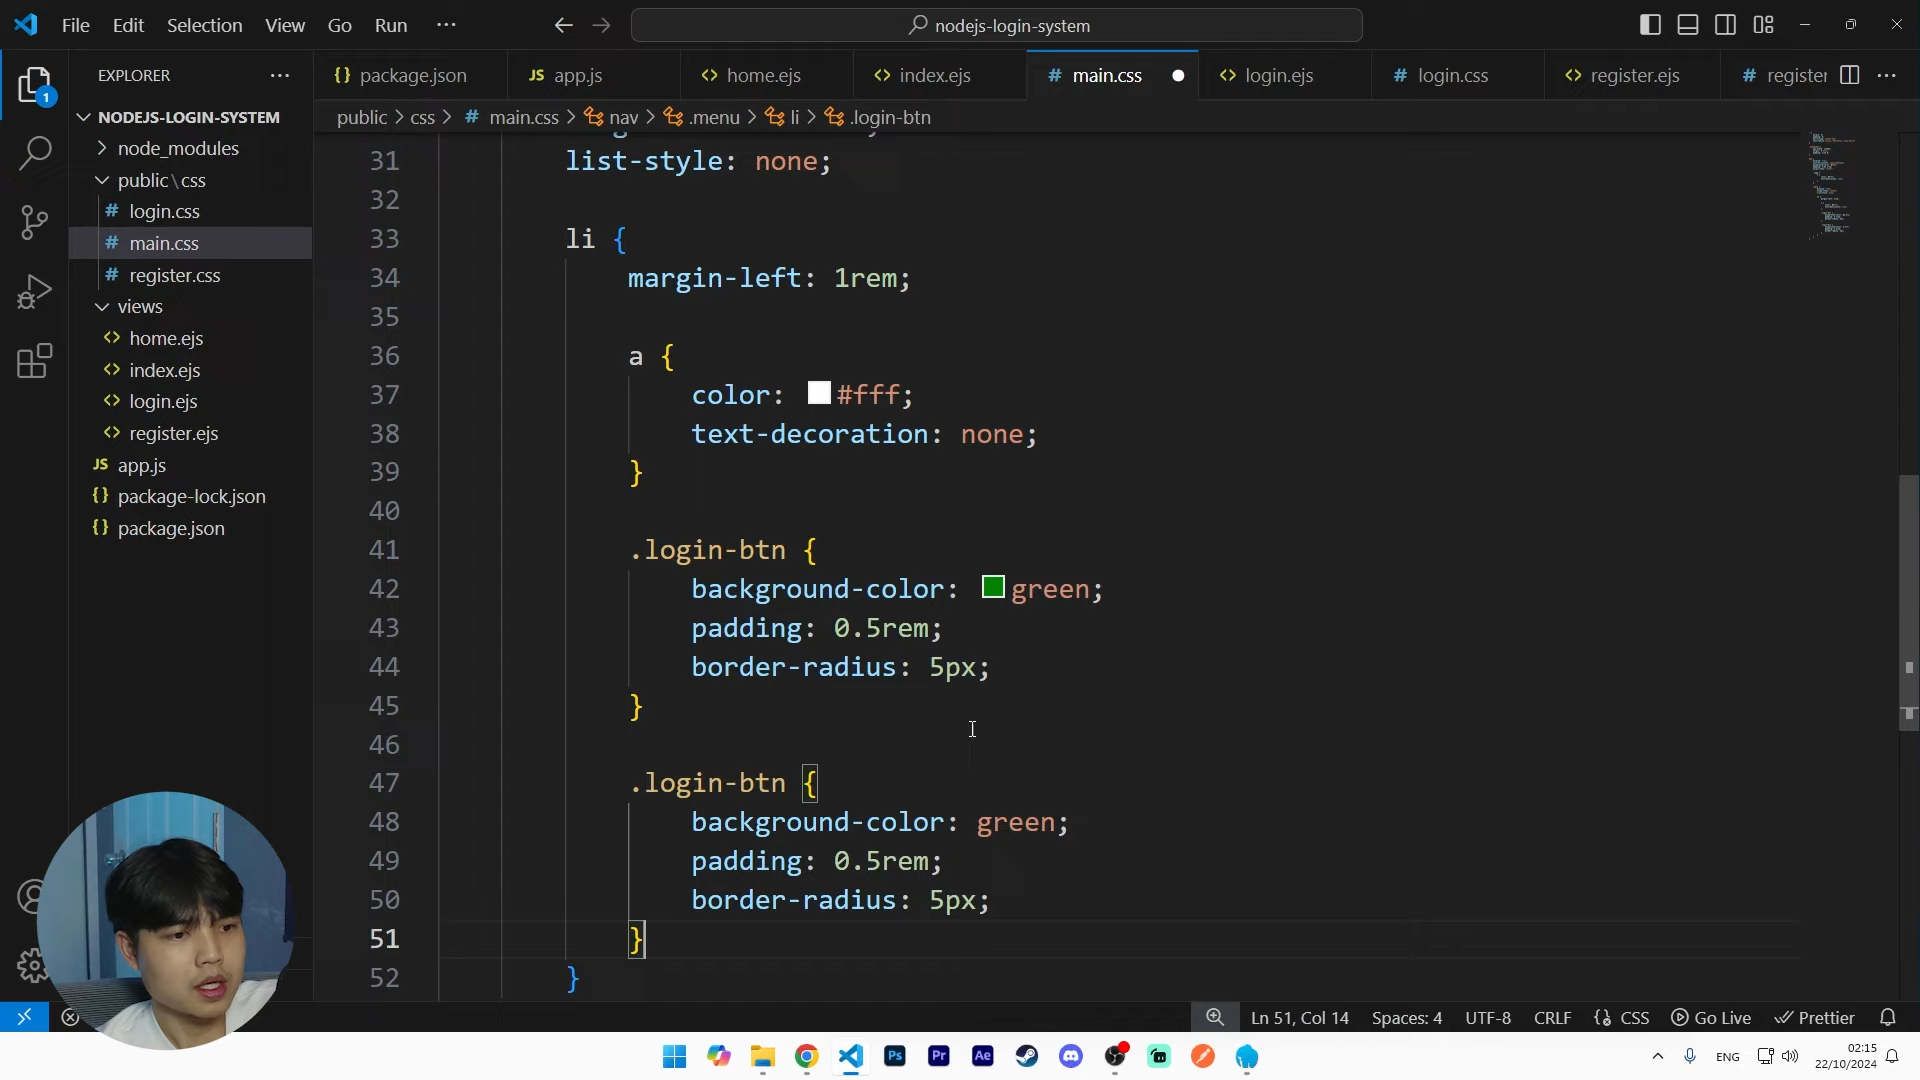 File Edit Selection View Go Run ···
nodejs-login-system
EXPLORER ···
{} package.json
JS app.js
<> home.ejs
<> index.ejs
# main.css
<> login.ejs
# login.css
<> register.ejs
# register
···
public > css > # main.css > nav > .menu > li > .login-btn
1
NODEJS-LOGIN-SYSTEM
node_modules
public\css
# login.css
# main.css
# register.css
views
<> home.ejs
<> index.ejs
<> login.ejs
<> register.ejs
JS app.js
{} package-lock.json
{} package.json
31 list-style: none;
32
33 li {
34 margin-left: 1rem;
35
36 a {
37 color: #fff;
38 text-decoration: none;
39 }
40
41 .login-btn {
42 background-color: green;
43 padding: 0.5rem;
44 border-radius: 5px;
45 }
46
47 .login-btn {
48 background-color: green;
49 padding: 0.5rem;
50 border-radius: 5px;
51 }
52 }
Ln 51, Col 14 Spaces: 4 UTF-8 CRLF CSS Go Live Prettier
Ps Pr Ae
ENG
02:15
22/10/2024